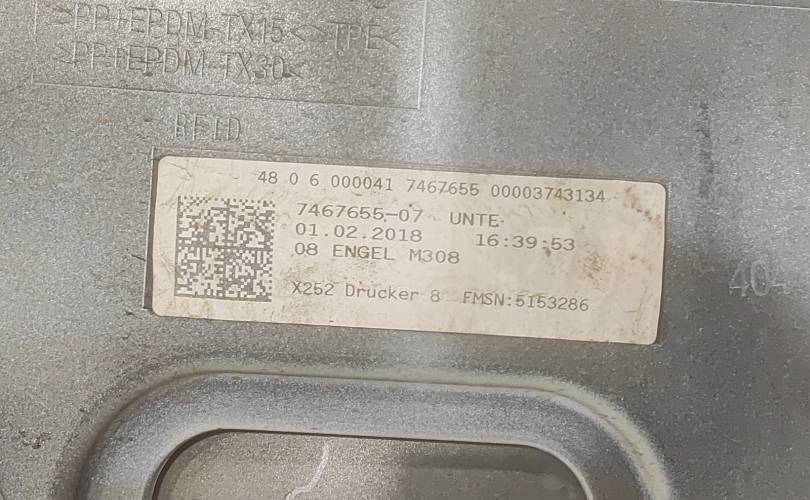 >PP+EPDM-TX15< >TPE<
>PP+EPDM-TX30<
RFID
48 0 6 000041 7467655 00003743134
7467655-07 UNTE
01.02.2018 16:39:53
08 ENGEL M308
X252 Drucker 8 FMSN:5153286